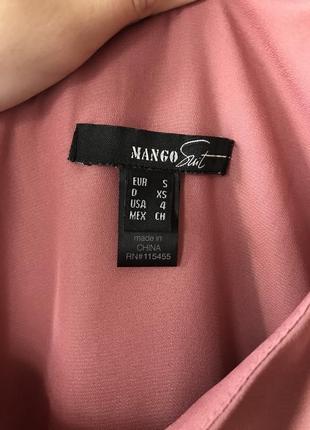 MANGO Suit
EUR S
D XS
USA 4
MEX CH
made in
CHINA
RN#115455